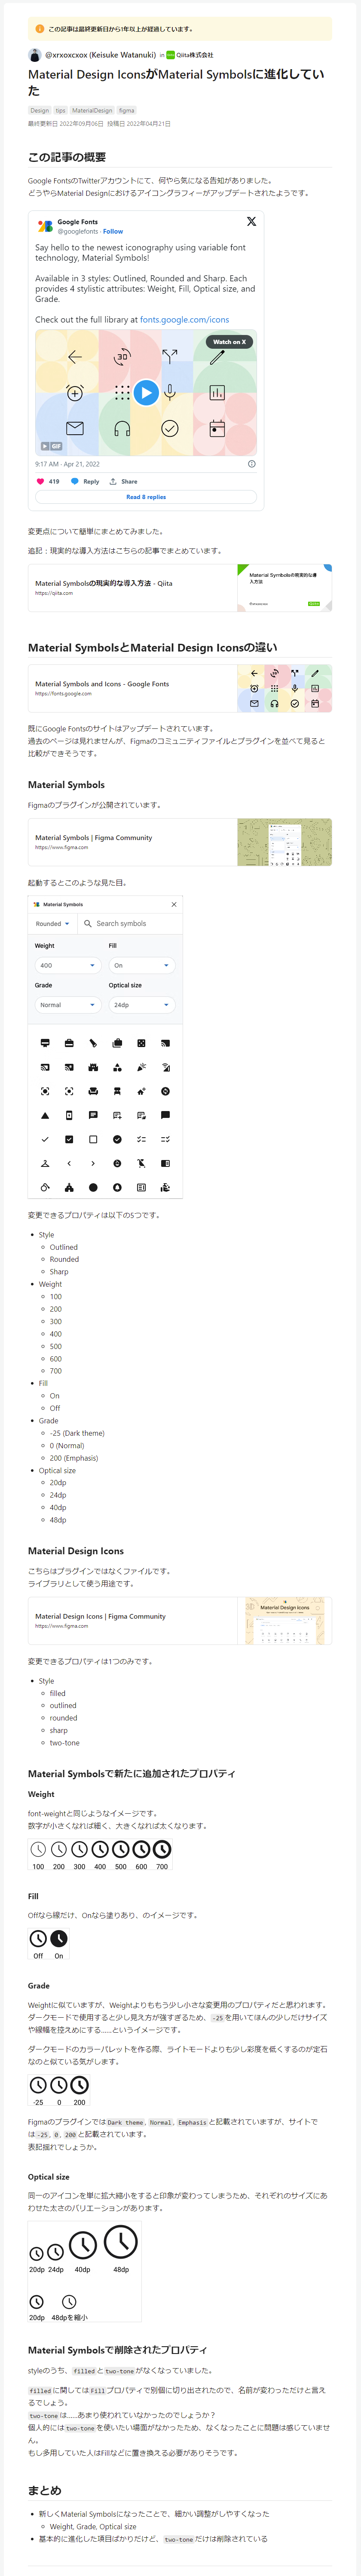 この記事は最終更新日から1年以上が経過しています。
@xrxoxcxox (Keisuke Watanuki) in Qiita株式会社
Material Design IconsがMaterial Symbolsに進化してい
た
Design tips MaterialDesign figma
最終更新日 2022年09月06日 投稿日 2022年04月21日
この記事の概要
Google FontsのTwitterアカウントにて、何やら気になる告知がありました。
どうやらMaterial Designにおけるアイコングラフィーがアップデートされたようです。
Google Fonts
@googlefonts · Follow
Say hello to the newest iconography using variable font
technology, Material Symbols!
Available in 3 styles: Outlined, Rounded and Sharp. Each
provides 4 stylistic attributes: Weight, Fill, Optical size, and
Grade.
Check out the full library at fonts.google.com/icons
Watch on X
GIF
9:17 AM · Apr 21, 2022
419 Reply Share
Read 8 replies
変更点について簡単にまとめてみました。
追記：現実的な導入方法はこちらの記事でまとめています。
Material Symbolsの現実的な導入方法 - Qiita
https://qiita.com
Material Symbolsの現実的な導
入方法
Material SymbolsとMaterial Design Iconsの違い
Material Symbols and Icons - Google Fonts
https://fonts.google.com
既にGoogle Fontsのサイトはアップデートされています。
過去のページは見れませんが、Figmaのコミュニティファイルとプラグインを並べて見ると
比較ができそうです。
Material Symbols
Figmaのプラグインが公開されています。
Material Symbols | Figma Community
https://www.figma.com
起動するとこのような見た目。
Material Symbols
Rounded Search symbols
Weight Fill
400 On
Grade Optical size
Normal 24dp
変更できるプロパティは以下の5つです。
Style
Outlined
Rounded
Sharp
Weight
100
200
300
400
500
600
700
Fill
On
Off
Grade
-25 (Dark theme)
0 (Normal)
200 (Emphasis)
Optical size
20dp
24dp
40dp
48dp
Material Design Icons
こちらはプラグインではなくファイルです。
ライブラリとして使う用途です。
Material Design Icons | Figma Community
https://www.figma.com
Material Design Icons
変更できるプロパティは1つのみです。
Style
filled
outlined
rounded
sharp
two-tone
Material Symbolsで新たに追加されたプロパティ
Weight
font-weightと同じようなイメージです。
数字が小さくなれば細く、大きくなれば太くなります。
100 200 300 400 500 600 700
Fill
Offなら線だけ、Onなら塗りあり、のイメージです。
Off On
Grade
Weightに似ていますが、Weightよりももう少し小さな変更用のプロパティだと思われます。
ダークモードで使用すると少し見え方が強すぎるため、-25を用いてほんの少しだけサイズ
や線幅を控えめにする……というイメージです。
ダークモードのカラーパレットを作る際、ライトモードよりも少し彩度を低くするのが定石
なのと似ている気がします。
-25 0 200
FigmaのプラグインではDark theme, Normal, Emphasisと記載されていますが、サイトで
は-25, 0, 200と記載されています。
表記揺れでしょうか。
Optical size
同一のアイコンを単に拡大縮小をすると印象が変わってしまうため、それぞれのサイズにあ
わせた太さのバリエーションがあります。
20dp 24dp 40dp 48dp
20dp 48dpを縮小
Material Symbolsで削除されたプロパティ
styleのうち、filledとtwo-toneがなくなっていました。
filledに関してはFillプロパティで別個に切り出されたので、名前が変わっただけと言え
るでしょう。
two-toneは……あまり使われていなかったのでしょうか？
個人的にはtwo-toneを使いたい場面がなかったため、なくなったことに問題は感じていませ
ん。
もし多用していた人はFillなどに置き換える必要がありそうです。
まとめ
新しくMaterial Symbolsになったことで、細かい調整がしやすくなった
Weight, Grade, Optical size
基本的に進化した項目ばかりだけど、two-toneだけは削除されている